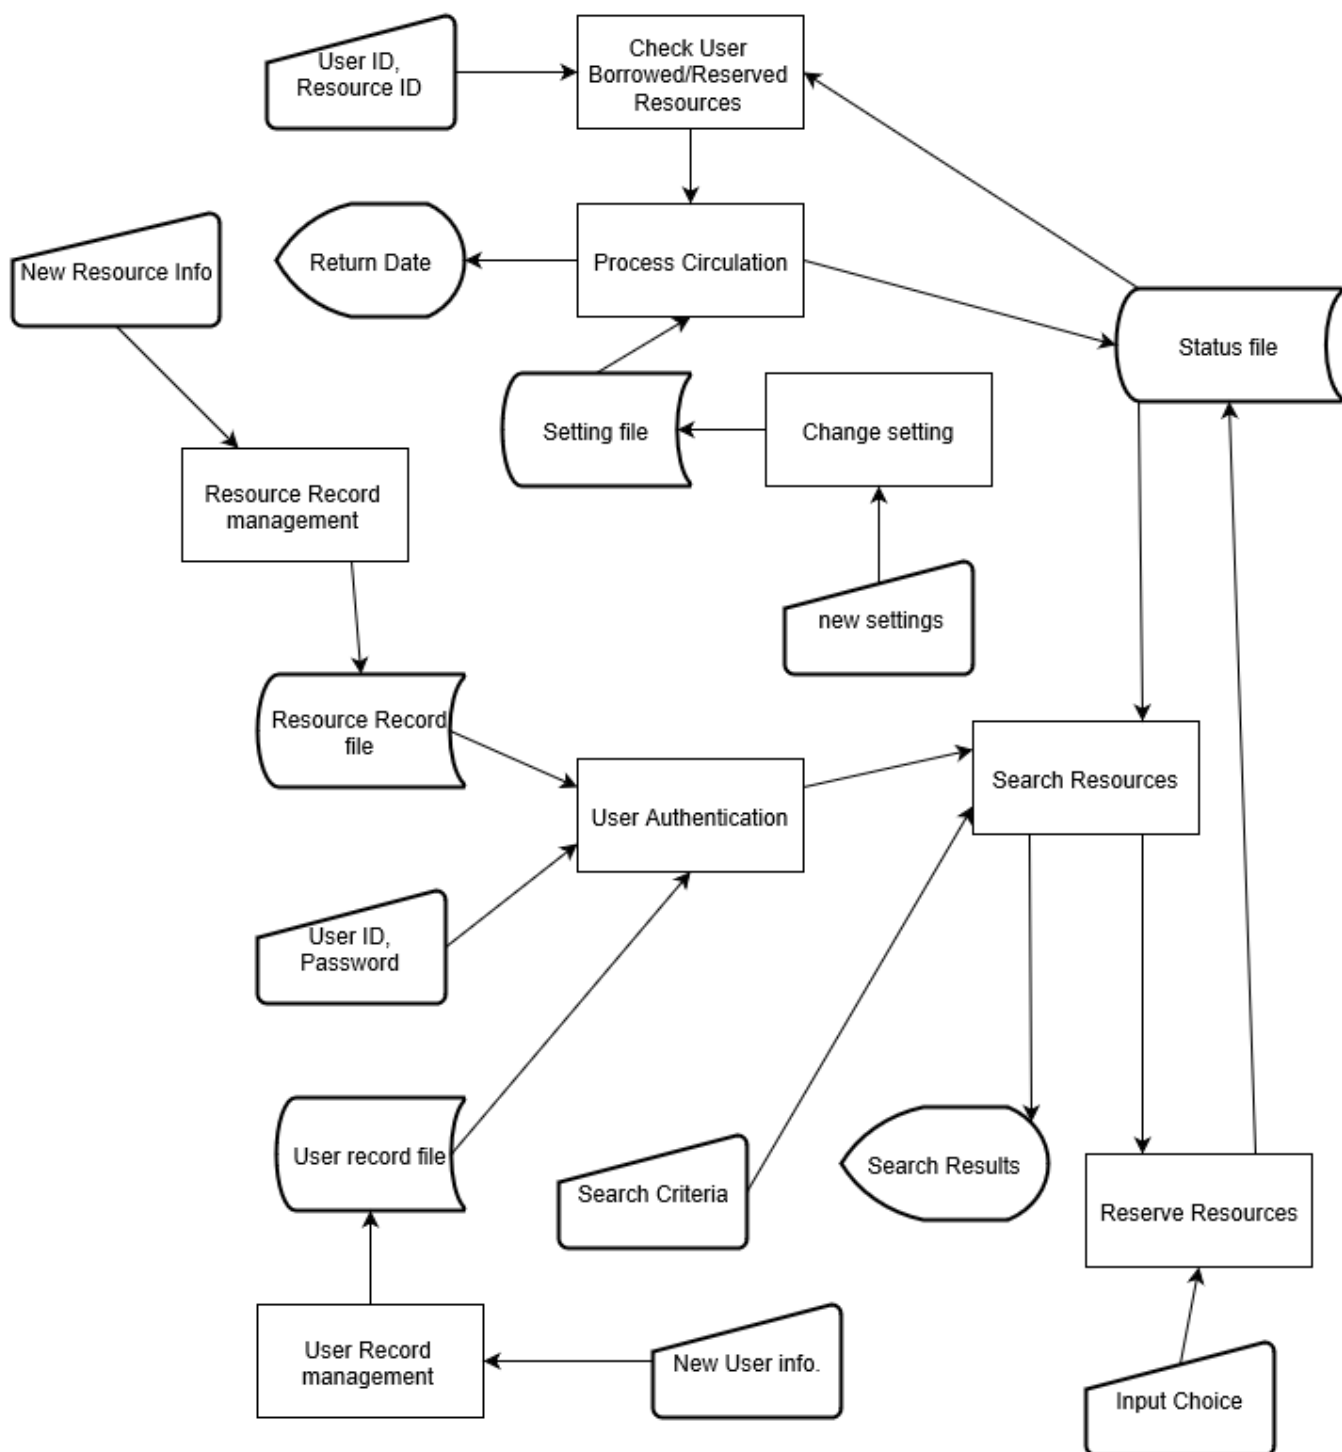 User ID,
Resource ID
Check User
Borrowed/Reserved
Resources
New Resource Info
Return Date
Process Circulation
Status file
Setting file
Change setting
Resource Record
management
new settings
Resource Record
file
User Authentication
Search Resources
User ID,
Password
User record file
Search Criteria
Search Results
Reserve Resources
User Record
management
New User info.
Input Choice